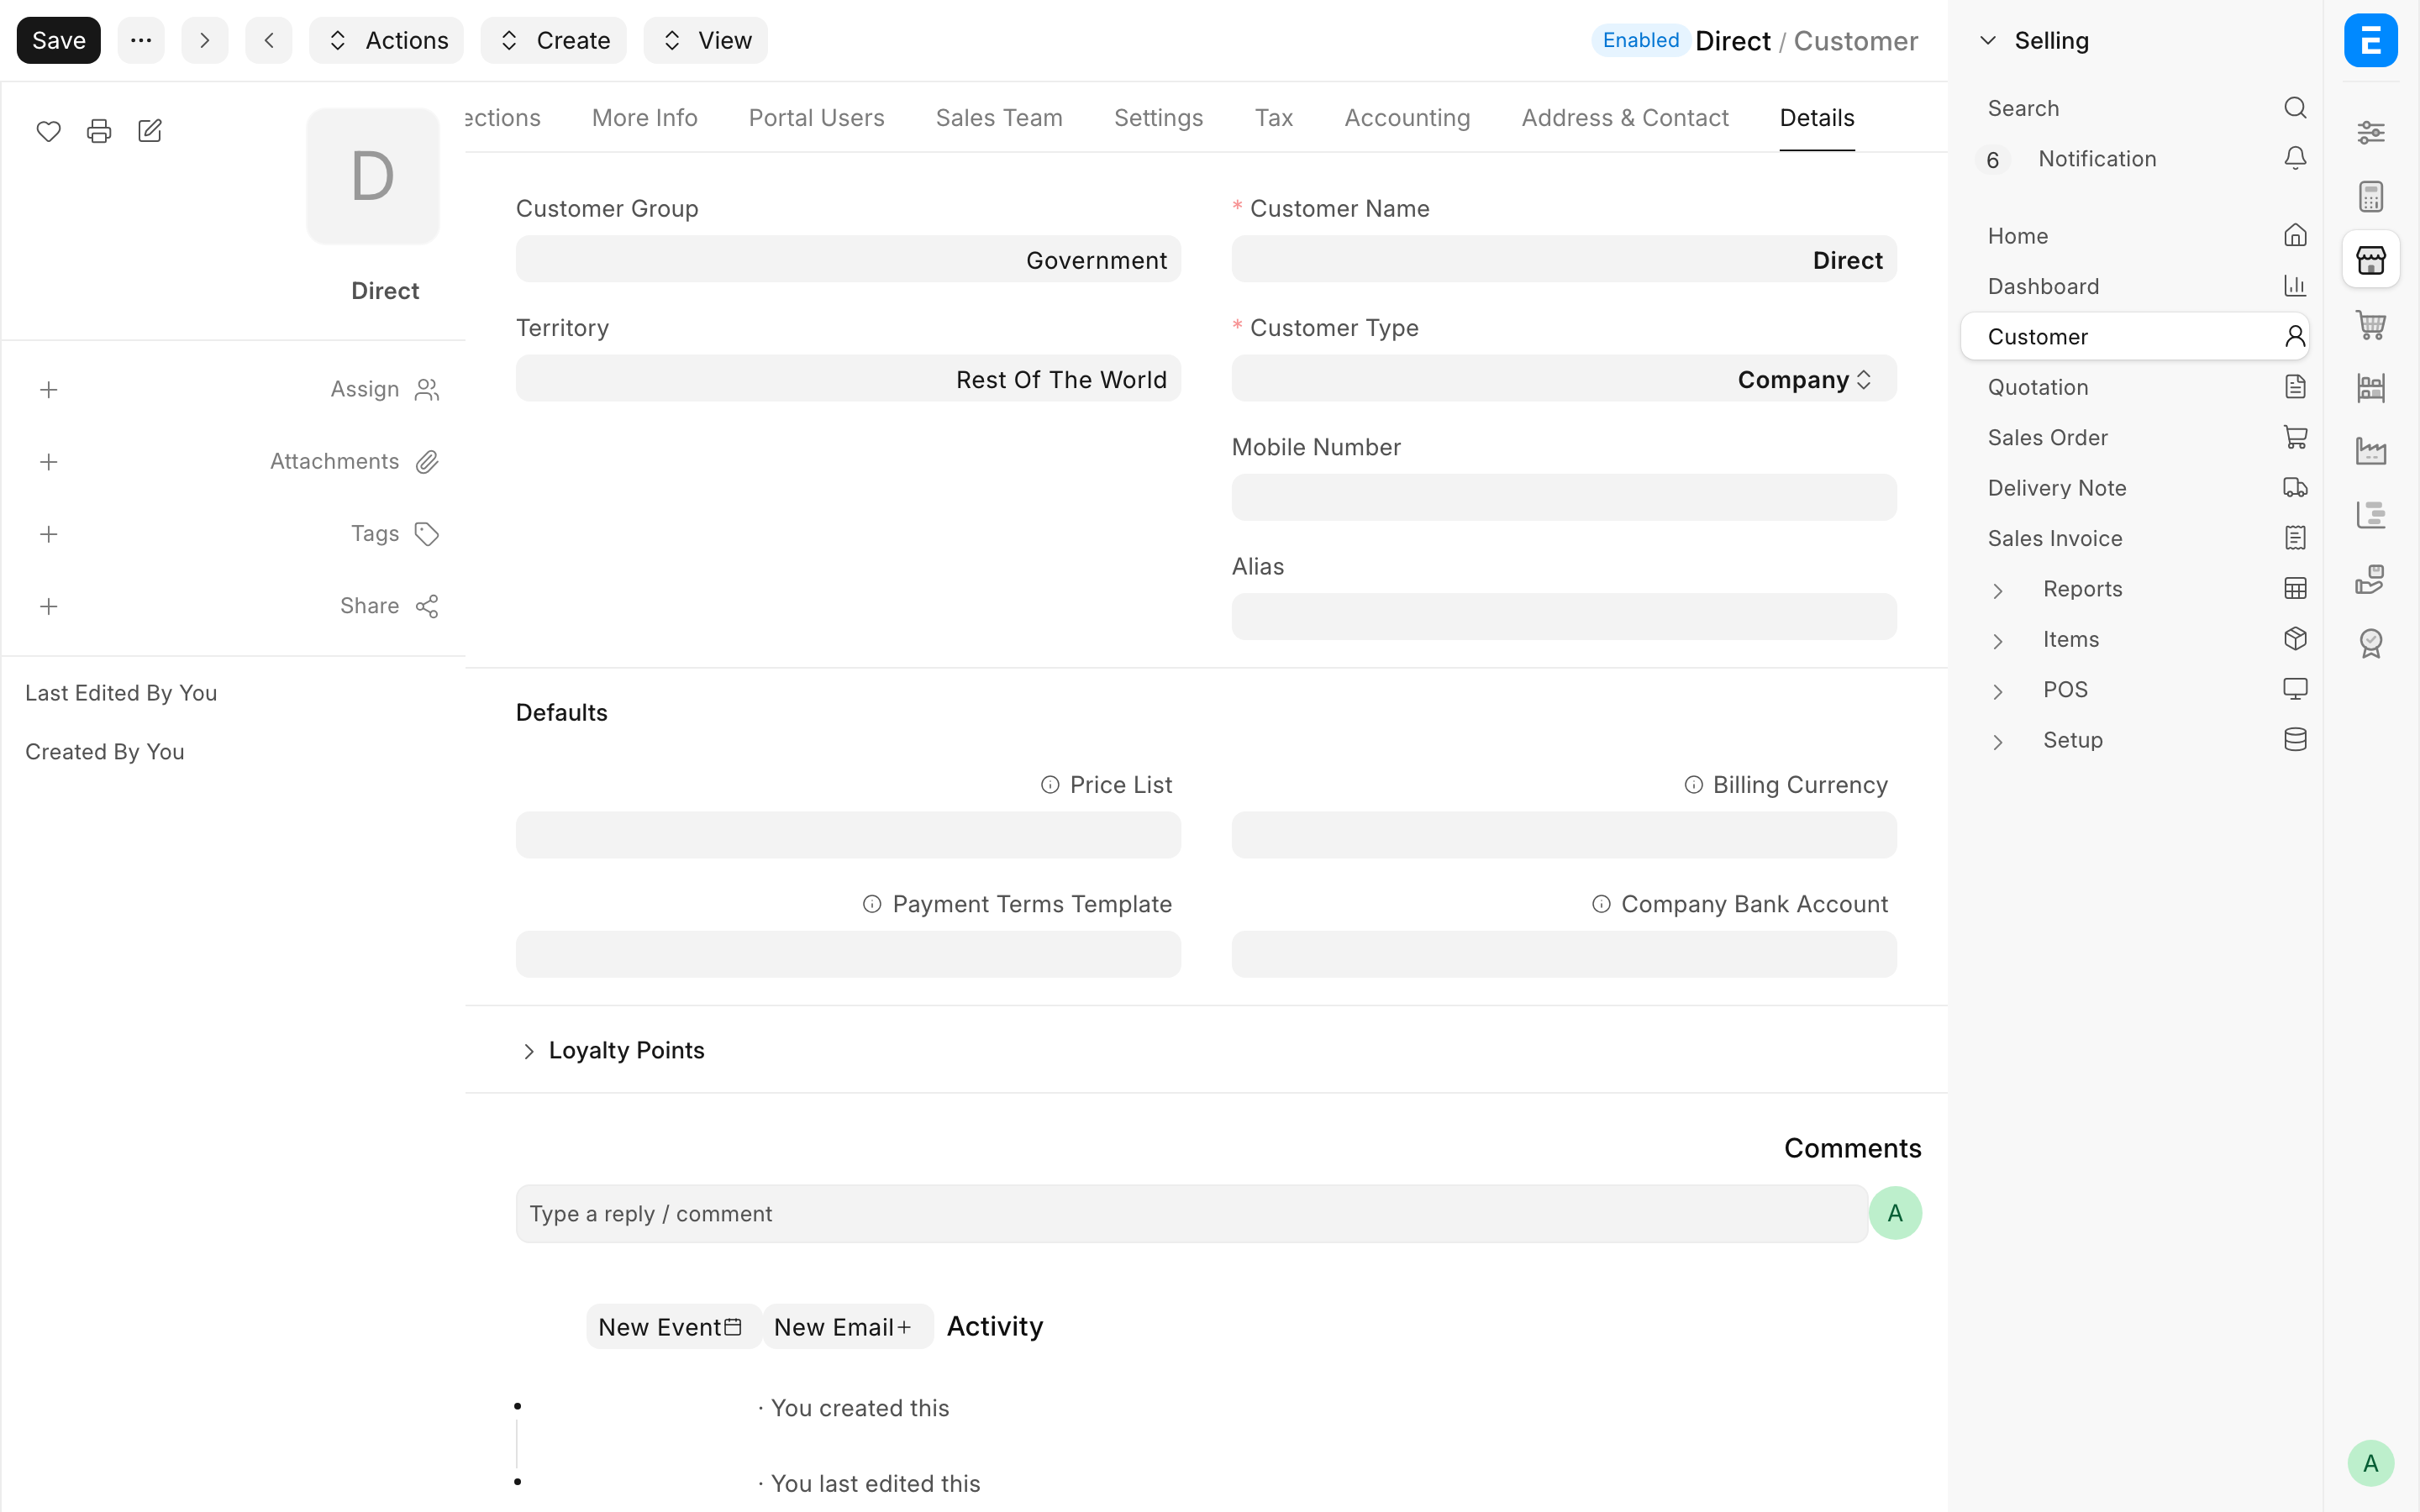 Save
Actions
Create
View
Enabled
Direct / Customer
Selling
E
D
Direct
Assign
Attachments
Tags
Share
Last Edited By You
Created By You
ections
More Info
Portal Users
Sales Team
Settings
Tax
Accounting
Address & Contact
Details
Customer Group
Government
* Customer Name
Direct
Territory
Rest Of The World
* Customer Type
Company
Mobile Number
Alias
Defaults
Price List
Billing Currency
Payment Terms Template
Company Bank Account
Loyalty Points
Comments
Type a reply / comment
A
New Event
New Email
Activity
· You created this
· You last edited this
Search
6 Notification
Home
Dashboard
Customer
Quotation
Sales Order
Delivery Note
Sales Invoice
Reports
Items
POS
Setup
A